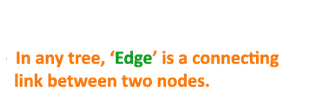 In any tree, ‘Edge’ is a connecting
link between two nodes.